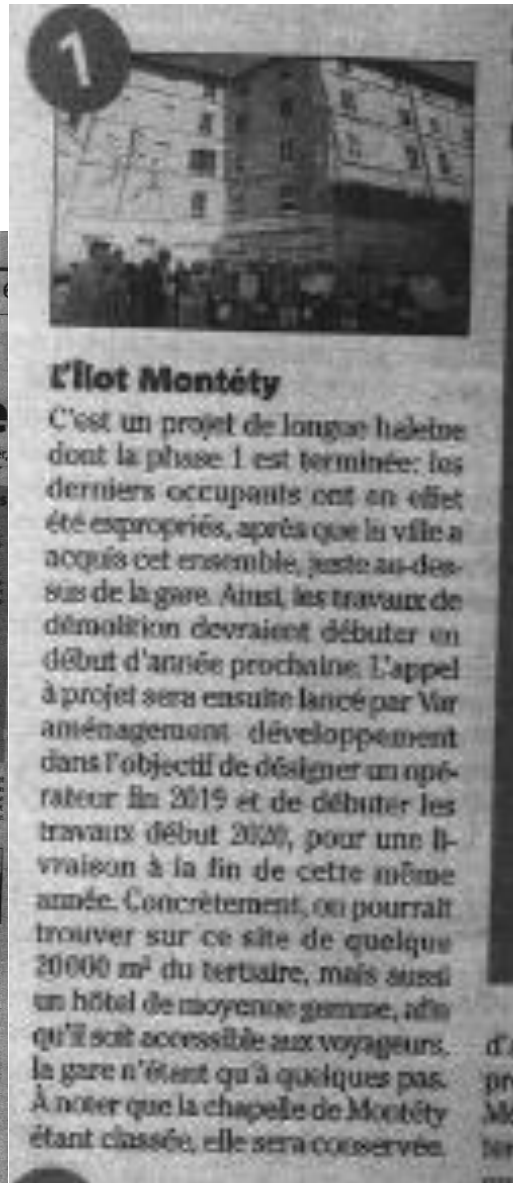 1
L'Îlot Montéty
C'est un projet de longue haleine
dont la phase 1 est terminée: les
derniers occupants ont en effet
été expropriés, après que la ville a
acquis cet ensemble, juste au-des-
sus de la gare. Ainsi, les travaux de
démolition devraient débuter en
début d'année prochaine. L'appel
à projet sera ensuite lancé par Var
aménagement développement
dans l'objectif de désigner un opé-
rateur fin 2019 et de débuter les
travaux début 2020, pour une li-
vraison à la fin de cette même
année. Concrètement, on pourrait
trouver sur ce site de quelque
20000 m² du tertiaire, mais aussi
un hôtel de moyenne gamme, afin
qu'il soit accessible aux voyageurs,
la gare n'étant qu'à quelques pas.
À noter que la chapelle de Montéty
étant classée, elle sera conservée.